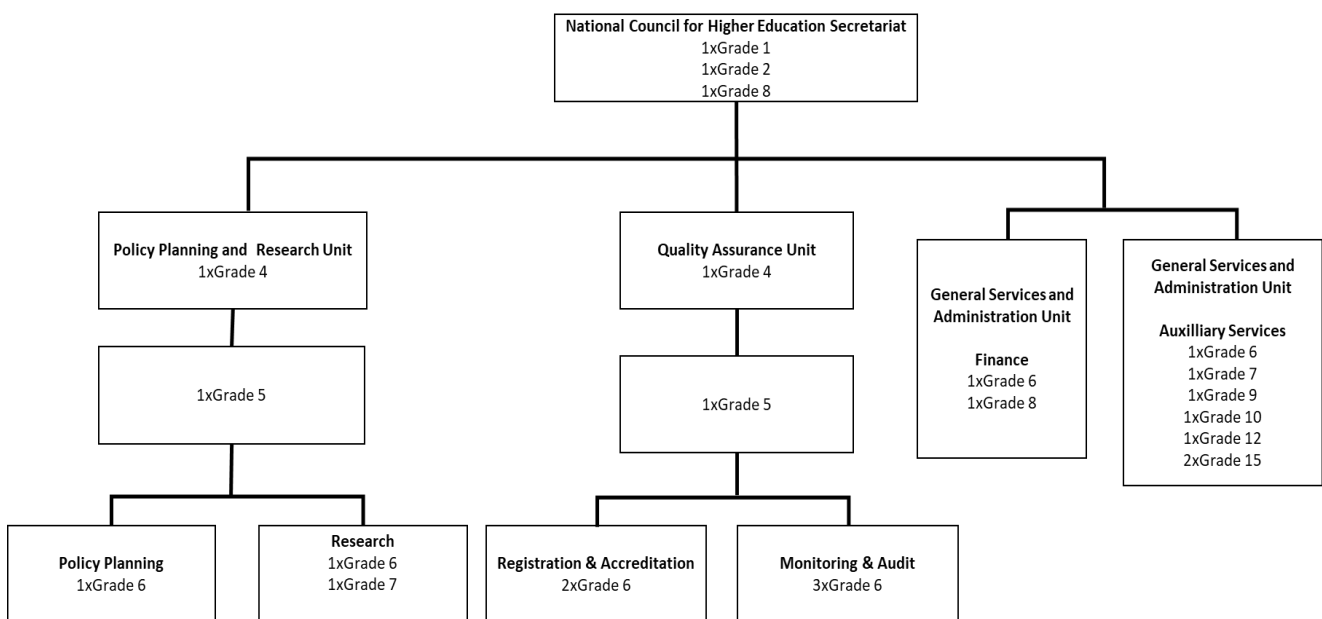 National Council for Higher Education Secretariat
1xGrade 1
1xGrade 2
1xGrade 8
Policy Planning and Research Unit
1xGrade 4
Quality Assurance Unit
1xGrade 4
General Services and
Administration Unit
Finance
1xGrade 6
1xGrade 8
General Services and
Administration Unit
Auxilliary Services
1xGrade 6
1xGrade 7
1xGrade 9
1xGrade 10
1xGrade 12
2xGrade 15
1xGrade 5
1xGrade 5
Policy Planning
1xGrade 6
Research
1xGrade 6
1xGrade 7
Registration & Accreditation
2xGrade 6
Monitoring & Audit
3xGrade 6